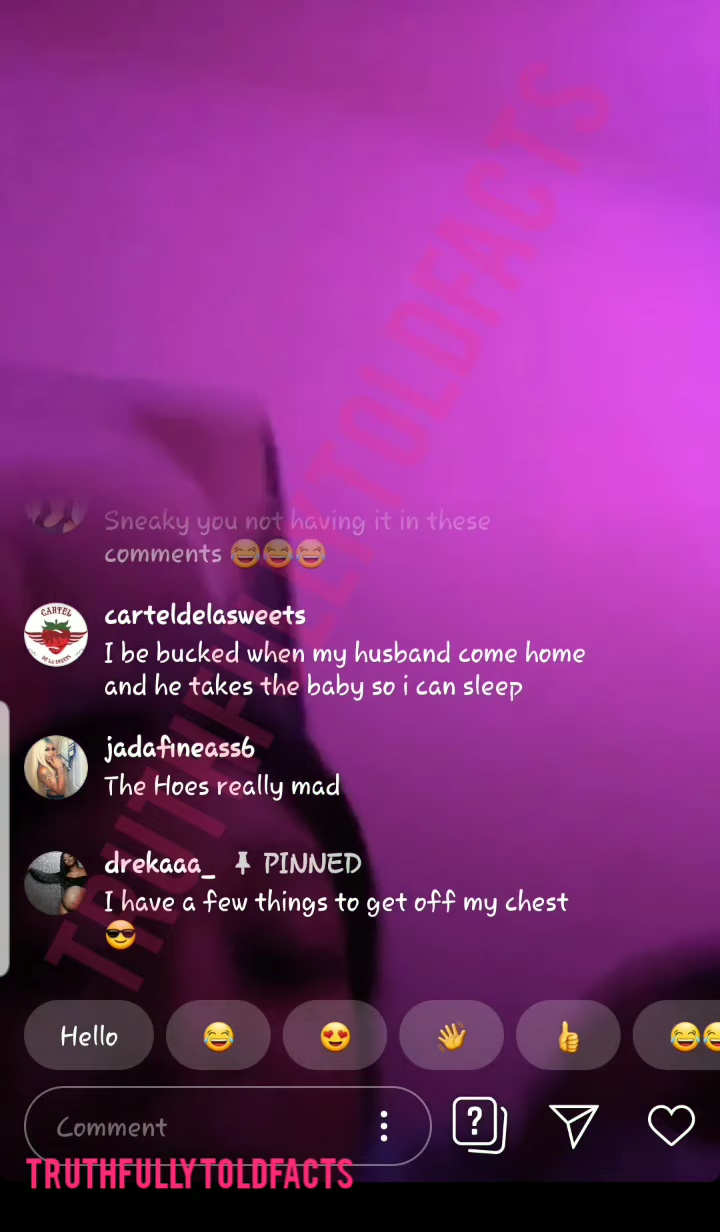 TRUTHFULLYTOLDFACTS
Sneaky you not having it in these
comments 😂😂😂
CARTEL
carteldelasweets
I be bucked when my husband come home
and he takes the baby so i can sleep
jadafineass6
The Hoes really mad
drekaaa_ PINNED
I have a few things to get off my chest
😎
Hello 😂 😍 👋 👍 😂😂
Comment
TRUTHFULLYTOLDFACTS